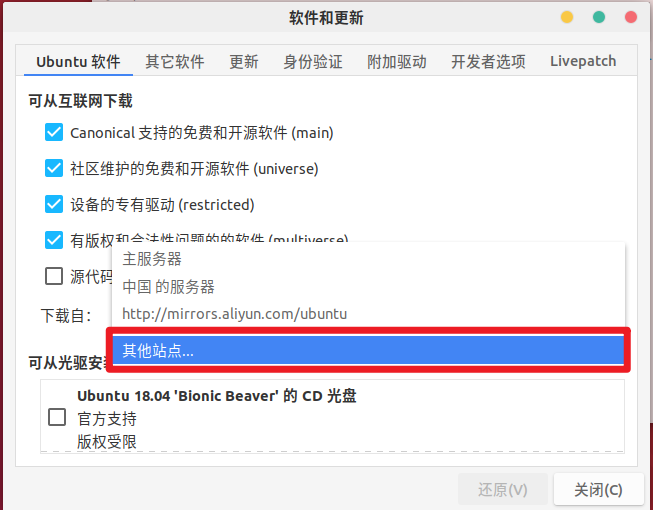 软件和更新
Ubuntu 软件 其它软件 更新 身份验证 附加驱动 开发者选项 Livepatch
可从互联网下载
Canonical 支持的免费和开源软件 (main)
社区维护的免费和开源软件 (universe)
设备的专有驱动 (restricted)
有版权和合法性问题的的软件 (multiverse)
源代码
主服务器
中国 的服务器
下载自：
http://mirrors.aliyun.com/ubuntu
其他站点...
可从光驱安装
Ubuntu 18.04 'Bionic Beaver' 的 CD 光盘
官方支持
版权受限
还原(V) 关闭(C)